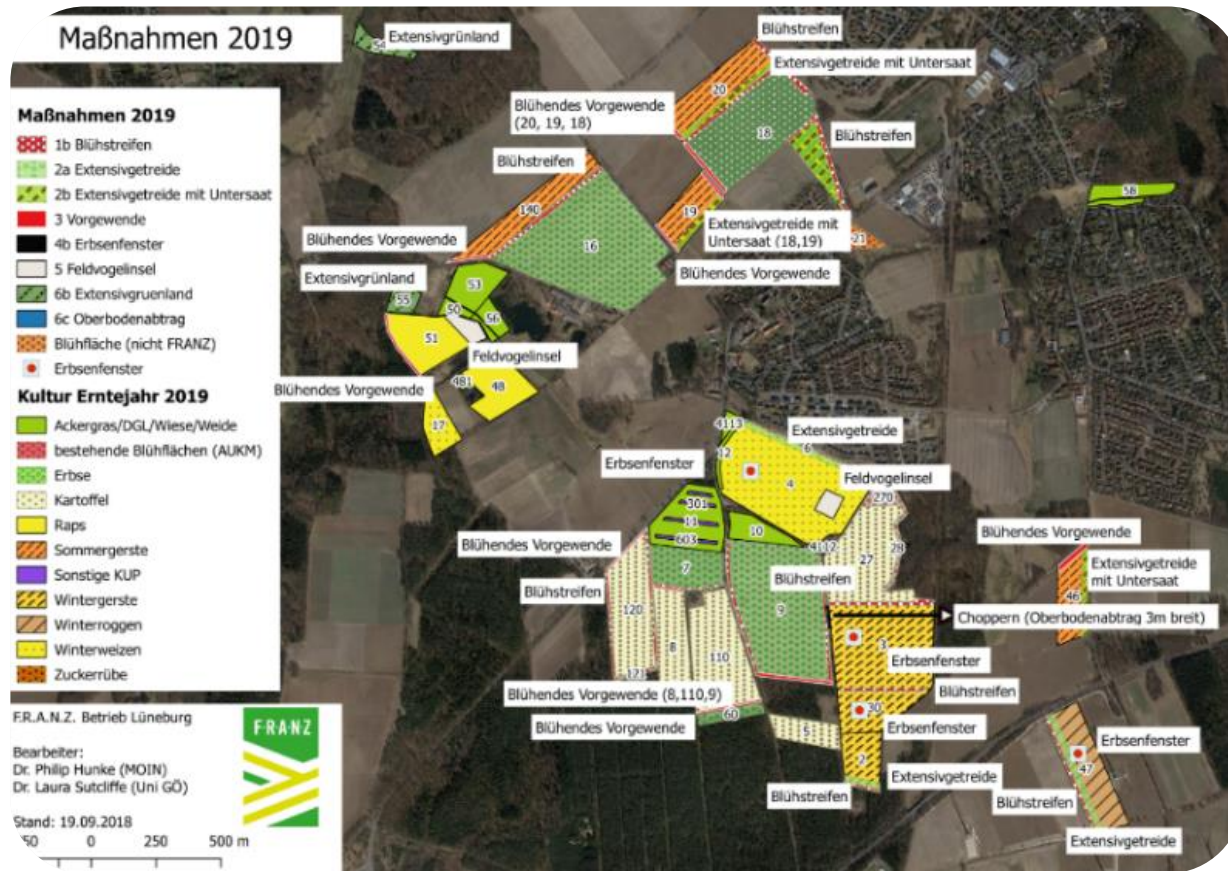 Maßnahmen 2019
Maßnahmen 2019
1b Blühstreifen
2a Extensivgetreide
2b Extensivgetreide mit Untersaat
3 Vorgewende
4b Erbsenfenster
5 Feldvogelinsel
6b Extensivgruenland
6c Oberbodenabtrag
Blühfläche (nicht FRANZ)
Erbsenfenster
Kultur Erntejahr 2019
Ackergras/DGL/Wiese/Weide
bestehende Blühflächen (AUKM)
Erbse
Kartoffel
Raps
Sommergerste
Sonstige KUP
Wintergerste
Winterroggen
Winterweizen
Zuckerrübe
F.R.A.N.Z. Betrieb Lüneburg
Bearbeiter:
Dr. Philip Hunke (MOIN)
Dr. Laura Sutcliffe (Uni GÖ)
Stand: 19.09.2018
0
250
500 m
FRANZ
Extensivgrünland
Blühstreifen
Extensivgetreide mit Untersaat
20
Blühendes Vorgewende
(20, 19, 18)
18
Blühstreifen
Blühstreifen
58
140
19
16
Extensivgetreide mit
Untersaat (18,19)
21
Blühendes Vorgewende
Blühendes Vorgewende
Extensivgrünland
53
55
50
56
51
Feldvogelinsel
Blühendes Vorgewende
481
48
17
4113
Extensivgetreide
6
12
Erbsenfenster
4
Feldvogelinsel
270
301
11
10
603
4112
Blühendes Vorgewende
28
27
7
Blühendes Vorgewende
Extensivgetreide
mit Untersaat
Blühstreifen
Blühstreifen
46
120
9
Choppern (Oberbodenabtrag 3m breit)
8
3
110
Erbsenfenster
121
Blühstreifen
Blühendes Vorgewende (8,110,9)
30
60
Blühendes Vorgewende
Erbsenfenster
5
Erbsenfenster
47
2
Extensivgetreide
Blühstreifen
Blühstreifen
Extensivgetreide